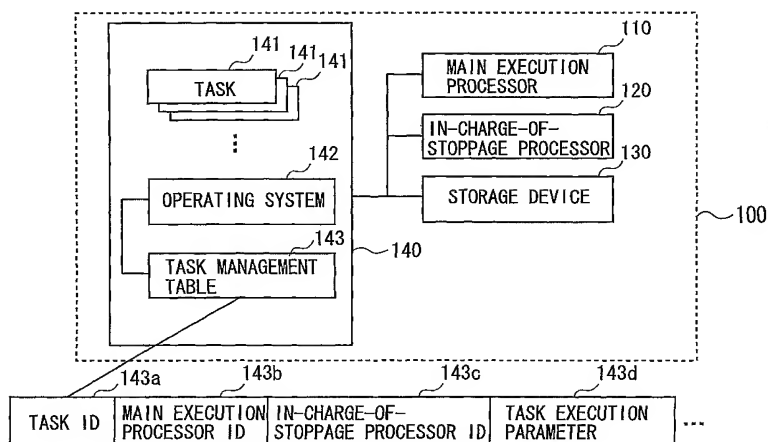 110
141
141
141
MAIN EXECUTION
PROCESSOR
TASK
120
IN-CHARGE-OF-
STOPPAGE PROCESSOR
142
130
OPERATING SYSTEM
STORAGE DEVICE
100
143
140
TASK MANAGEMENT
TABLE
143a
143b
143c
143d
TASK ID
MAIN EXECUTION
PROCESSOR ID
IN-CHARGE-OF-
STOPPAGE PROCESSOR ID
TASK EXECUTION
PARAMETER
...